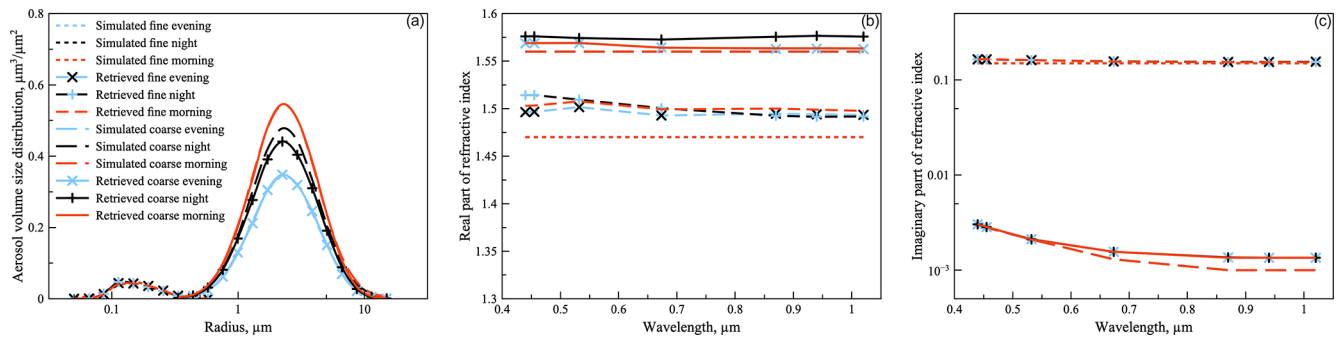 (a)
Aerosol volume size distribution, µm³/µm²
0.8
0.6
0.4
0.2
0
Simulated fine evening
Simulated fine night
Simulated fine morning
Retrieved fine evening
Retrieved fine night
Retrieved fine morning
Simulated coarse evening
Simulated coarse night
Simulated coarse morning
Retrieved coarse evening
Retrieved coarse night
Retrieved coarse morning
0.1 1 10
Radius, µm
(b)
Real part of refractive index
1.6
1.55
1.5
1.45
1.4
1.35
1.3
0.4 0.5 0.6 0.7 0.8 0.9 1
Wavelength, µm
(c)
Imaginary part of refractive index
0.1
0.01
10⁻³
0.4 0.5 0.6 0.7 0.8 0.9 1
Wavelength, µm